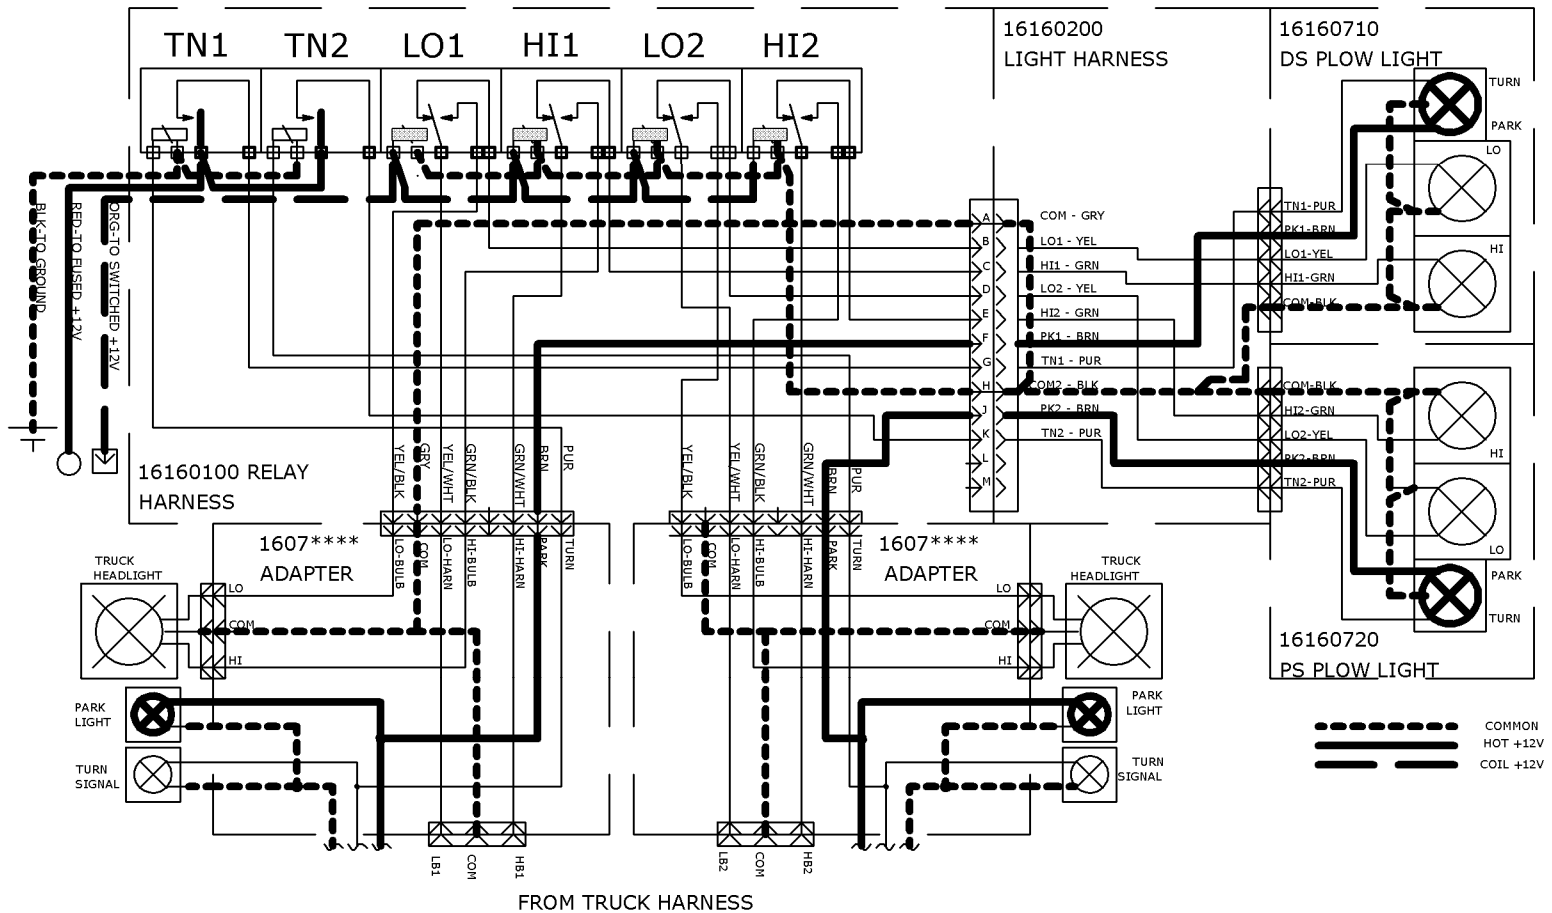 TN1 TN2 LO1 HI1 LO2 HI2
16160200
LIGHT HARNESS
16160710
DS PLOW LIGHT
TURN
PARK
LO
HI
BLK-TO GROUND
RED-TO FUSED +12V
ORG-TO SWITCHED +12V
A
B
C
D
E
F
G
H
J
K
L
M
COM - GRY
LO1 - YEL
HI1 - GRN
LO2 - YEL
HI2 - GRN
PK1 - BRN
TN1 - PUR
COM2 - BLK
PK2 - BRN
TN2 - PUR
TN1-PUR
PK1-BRN
LO1-YEL
HI1-GRN
COM-BLK
COM-BLK
HI2-GRN
LO2-YEL
PK2-BRN
TN2-PUR
HI
LO
PARK
TURN
16160720
PS PLOW LIGHT
16160100 RELAY
HARNESS
YEL/BLK
GRY
YEL/WHT
GRN/BLK
GRN/WHT
BRN
PUR
YEL/BLK
YEL/WHT
GRN/BLK
GRN/WHT
BRN
PUR
LO-BULB
COM
LO-HARN
HI-BULB
HI-HARN
PARK
TURN
LO-BULB
COM
LO-HARN
HI-BULB
HI-HARN
PARK
TURN
1607****
ADAPTER
1607****
ADAPTER
TRUCK
HEADLIGHT
LO
COM
HI
TRUCK
HEADLIGHT
LO
COM
HI
PARK
LIGHT
TURN
SIGNAL
PARK
LIGHT
TURN
SIGNAL
LB1
COM
HB1
LB2
COM
HB2
FROM TRUCK HARNESS
COMMON
HOT +12V
COIL +12V